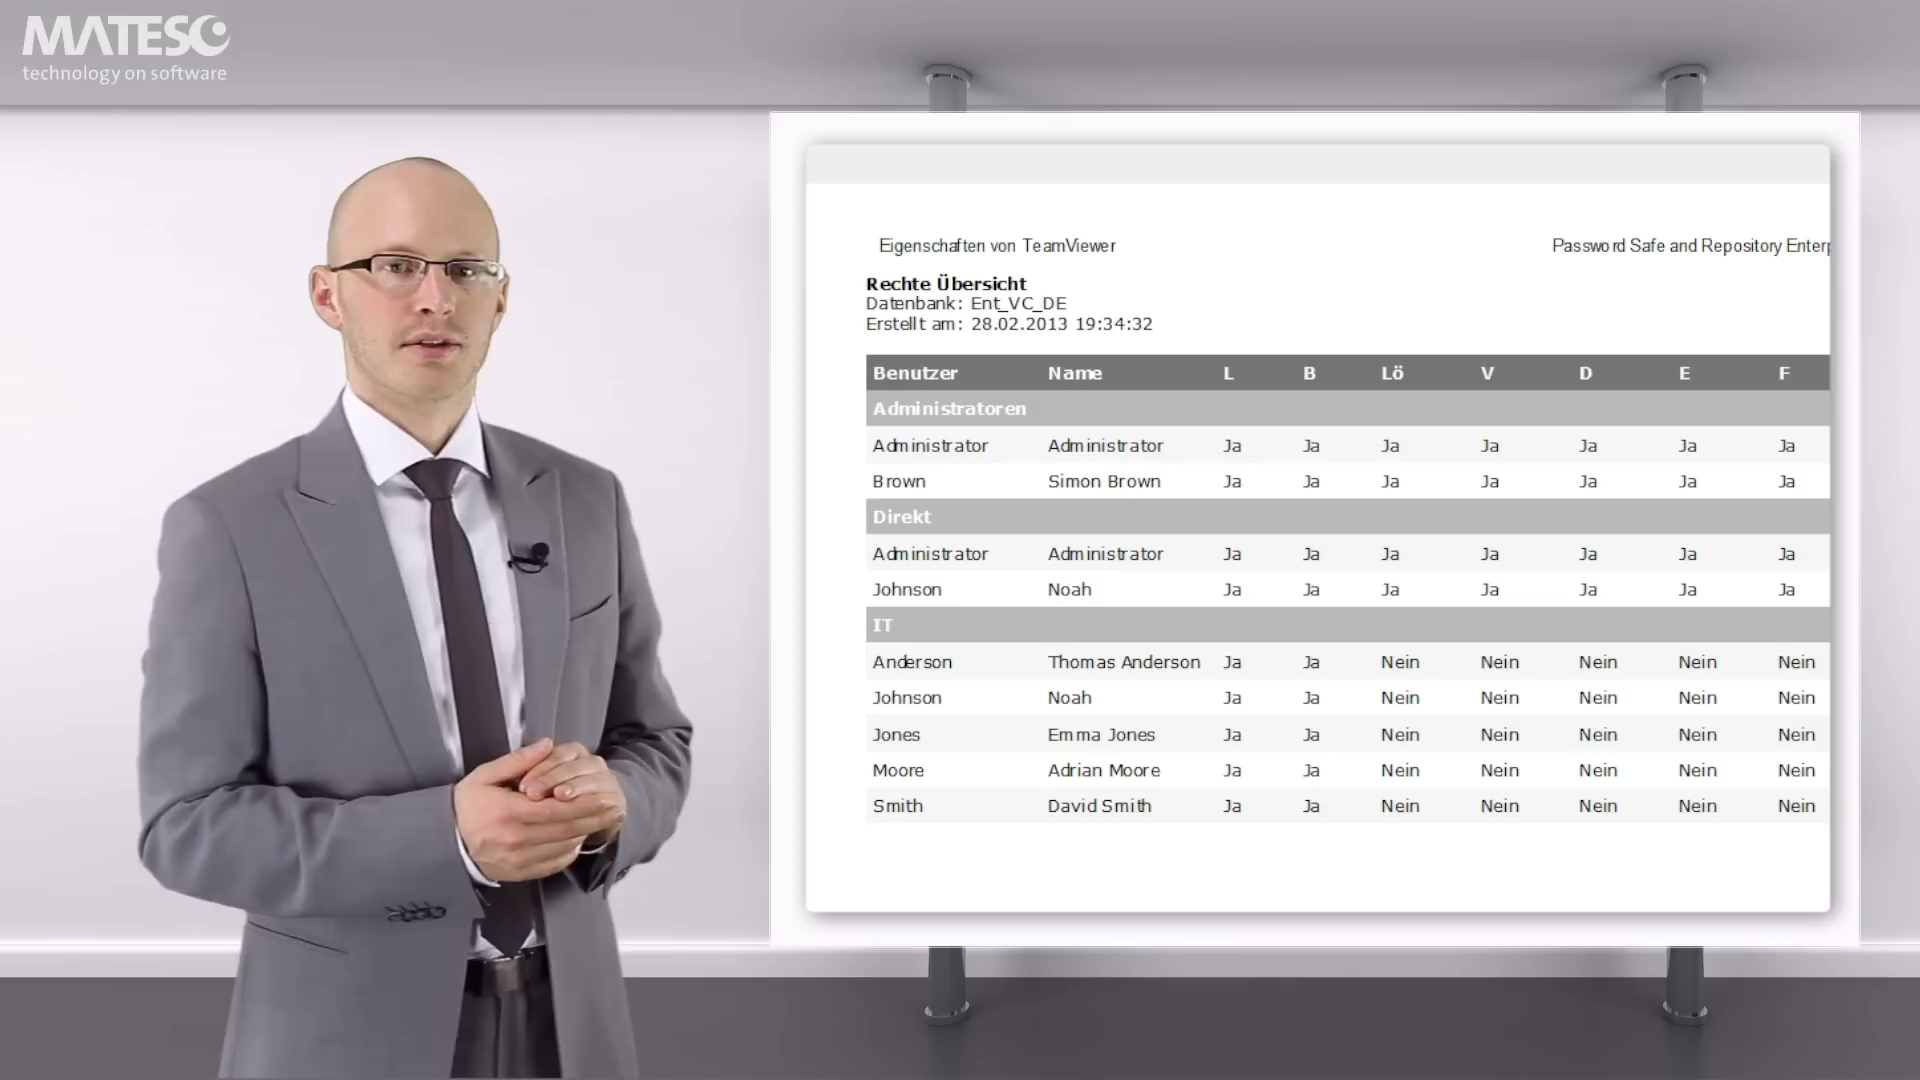 MATESO
technology on software
Eigenschaften von TeamViewer Password Safe and Repository Enterp
Rechte Übersicht
Datenbank: Ent_VC_DE
Erstellt am: 28.02.2013 19:34:32
Benutzer Name L B Lö V D E F
Administratoren
Administrator Administrator Ja Ja Ja Ja Ja Ja Ja
Brown Simon Brown Ja Ja Ja Ja Ja Ja Ja
Direkt
Administrator Administrator Ja Ja Ja Ja Ja Ja Ja
Johnson Noah Ja Ja Ja Ja Ja Ja Ja
IT
Anderson Thomas Anderson Ja Ja Nein Nein Nein Nein Nein
Johnson Noah Ja Ja Nein Nein Nein Nein Nein
Jones Emma Jones Ja Ja Nein Nein Nein Nein Nein
Moore Adrian Moore Ja Ja Nein Nein Nein Nein Nein
Smith David Smith Ja Ja Nein Nein Nein Nein Nein